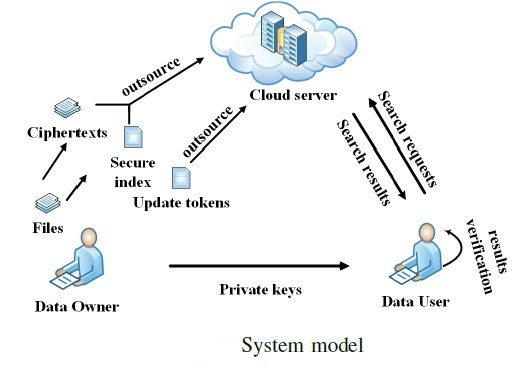 outsource
Cloud server
Ciphertexts
Secure
index
outsource
Update tokens
Search results
Search requests
Files
results
verification
Data Owner
Private keys
Data User
System model